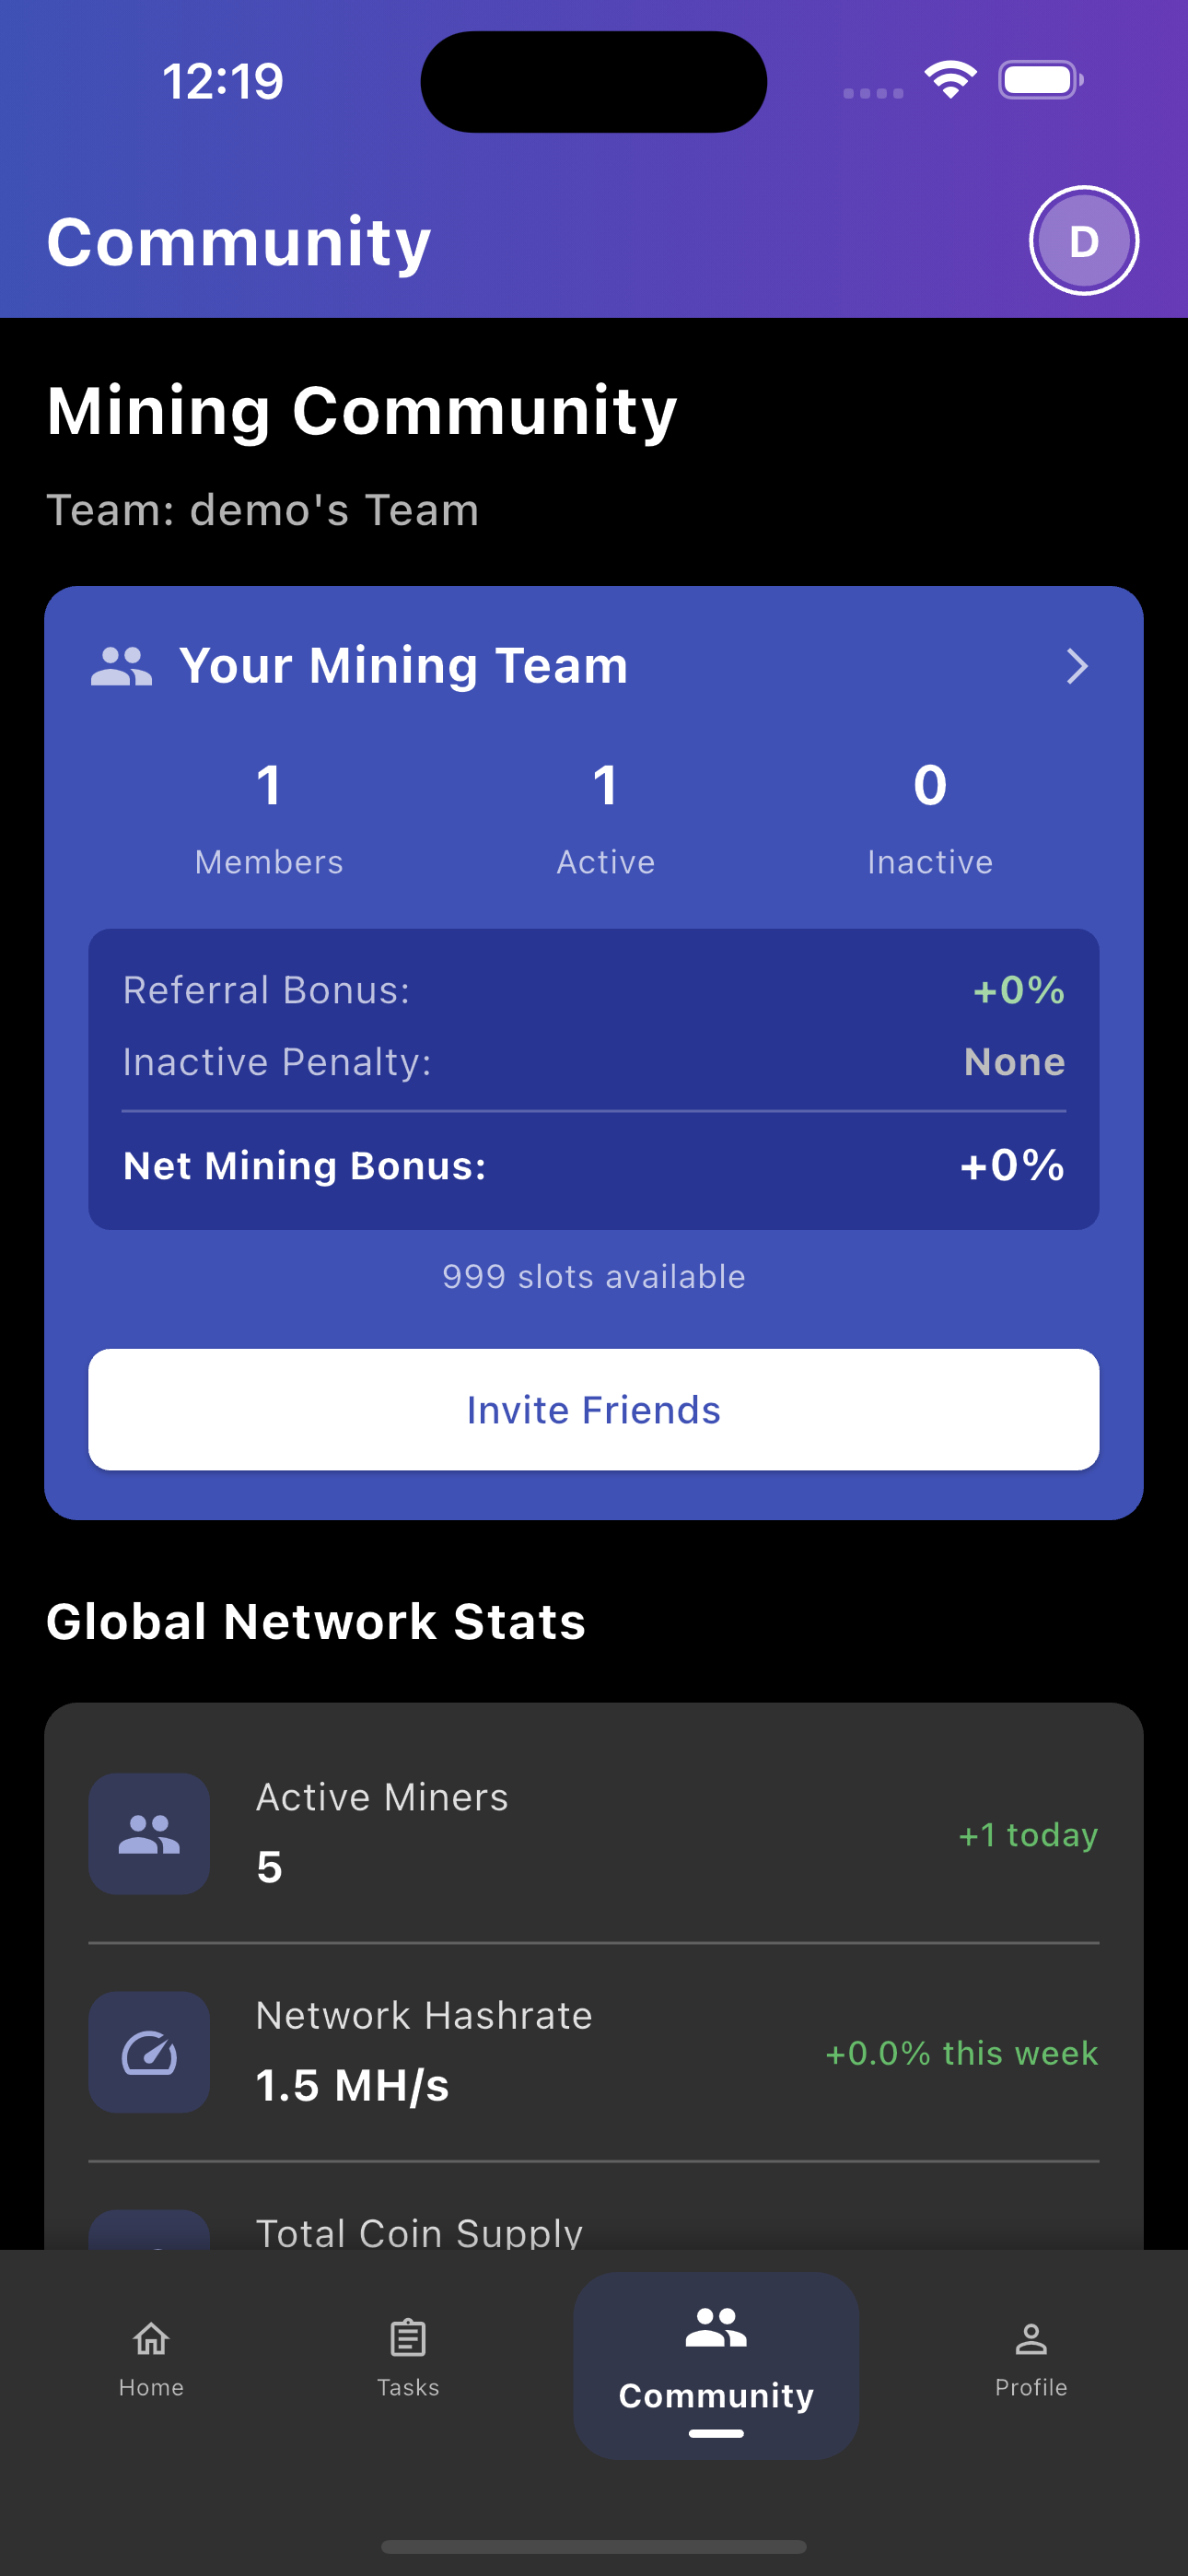 12:19
Community
D
Mining Community
Team: demo's Team
Your Mining Team
1 1 0
Members Active Inactive
Referral Bonus: +0%
Inactive Penalty: None
Net Mining Bonus: +0%
999 slots available
Invite Friends
Global Network Stats
Active Miners
+1 today
5
Network Hashrate
+0.0% this week
1.5 MH/s
Total Coin Supply
Home Tasks Community Profile